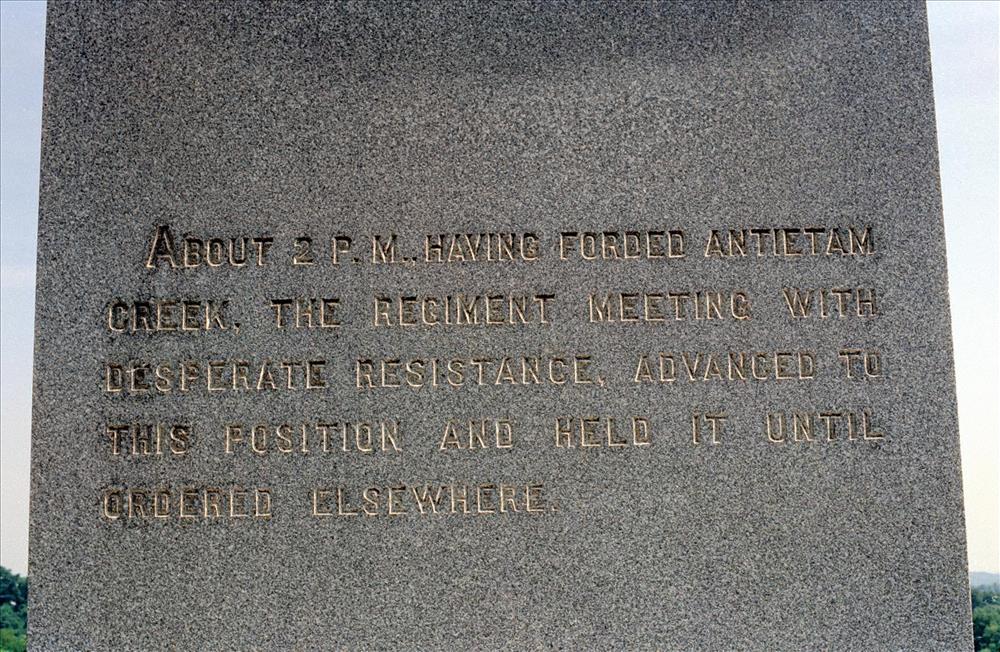 ABOUT 2 P.M., HAVING FORDED ANTIETAM
CREEK, THE REGIMENT MEETING WITH
DESPERATE RESISTANCE, ADVANCED TO
THIS POSITION AND HELD IT UNTIL
ORDERED ELSEWHERE.